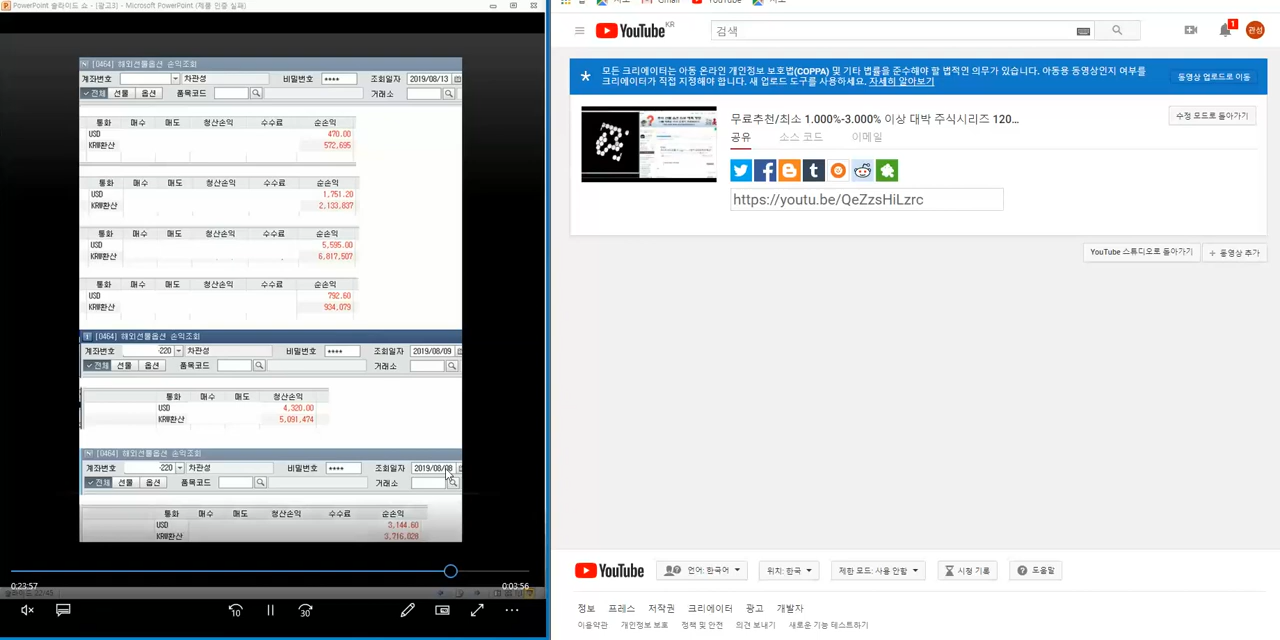 PowerPoint 슬라이드 쇼 - [광고3] - Microsoft PowerPoint (제품 인증 실패)
[0464] 해외선물옵션 손익조회
계좌번호 차관성 비밀번호 **** 조회일자 2019/08/13
전체 선물 옵션 품목코드 거래소
통화 매수 매도 청산손익 수수료 순손익
USD 470.00
KRW환산 572,695
통화 매수 매도 청산손익 수수료 순손익
USD 1,751.20
KRW환산 2,133,837
통화 매수 매도 청산손익 수수료 순손익
USD 5,595.00
KRW환산 6,817,507
통화 매수 매도 청산손익 수수료 순손익
USD 792.60
KRW환산 934,079
[0464] 해외선물옵션 손익조회
계좌번호 -220 차관성 비밀번호 **** 조회일자 2019/08/09
전체 선물 옵션 품목코드 거래소
통화 매수 매도 청산손익
USD 4,320.00
KRW환산 5,091,474
[0464] 해외선물옵션 손익조회
계좌번호 -220 차관성 비밀번호 **** 조회일자 2019/08/08
전체 선물 옵션 품목코드 거래소
통화 매수 매도 청산손익 수수료 순손익
USD 3,144.60
KRW환산 3,716,028
0:23:57 0:03:56
10 30
Gmail YouTube
YouTube KR
검색
1
관성
모든 크리에이터는 아동 온라인 개인정보 보호법(COPPA) 및 기타 법률을 준수해야 할 법적인 의무가 있습니다. 아동용 동영상인지 여부를
크리에이터가 직접 지정해야 합니다. 새 업로드 도구를 사용하세요. 자세히 알아보기
동영상 업로드로 이동
무료추천/최소 1.000%-3.000% 이상 대박 주식시리즈 120...
수정 모드로 돌아가기
공유 소스 코드 이메일
https://youtu.be/QeZzsHiLzrc
YouTube 스튜디오로 돌아가기 + 동영상 추가
YouTube 언어: 한국어 위치: 한국 제한 모드: 사용 안함 시청 기록 도움말
정보 프레스 저작권 크리에이터 광고 개발자
이용약관 개인정보 보호 정책 및 안전 의견 보내기 새로운 기능 테스트하기